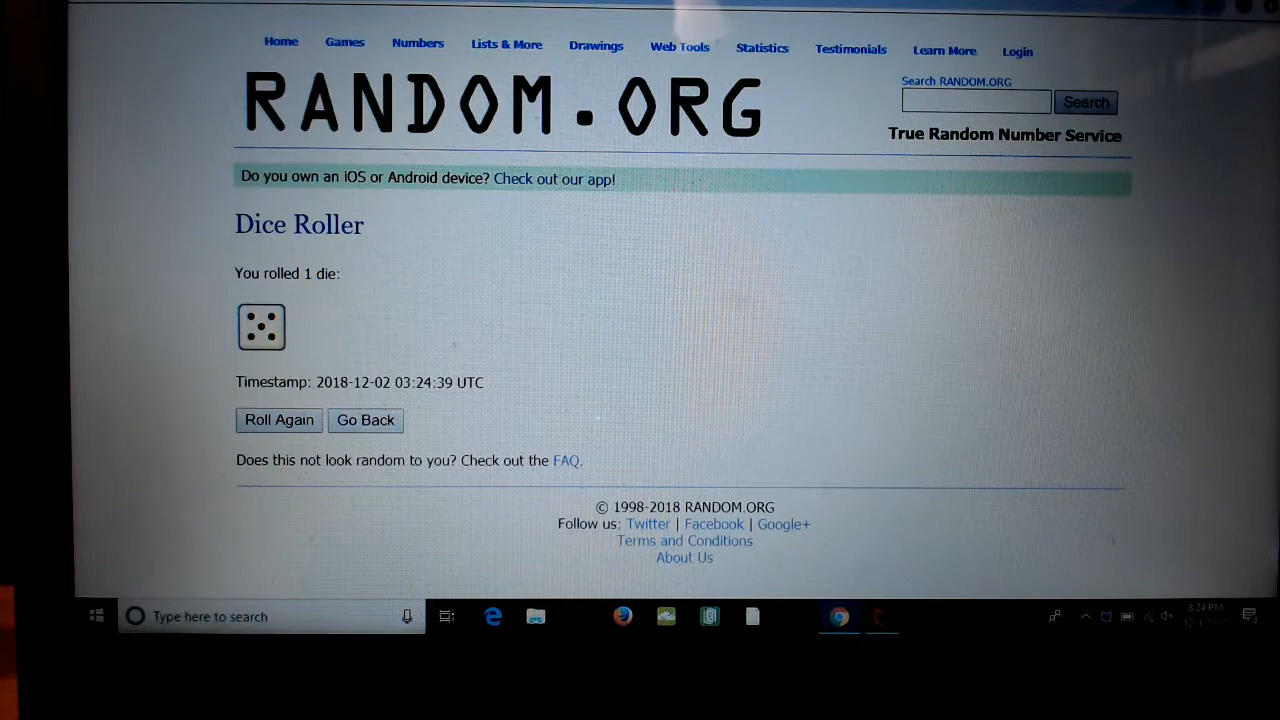 Home Games Numbers Lists & More Drawings Web Tools Statistics Testimonials Learn More Login
RANDOM.ORG
Search RANDOM.ORG
Search
True Random Number Service
Do you own an iOS or Android device? Check out our app!
Dice Roller
You rolled 1 die:
Timestamp: 2018-12-02 03:24:39 UTC
Roll Again Go Back
Does this not look random to you? Check out the FAQ.
© 1998-2018 RANDOM.ORG
Follow us: Twitter | Facebook | Google+
Terms and Conditions
About Us
Type here to search
8:24 PM